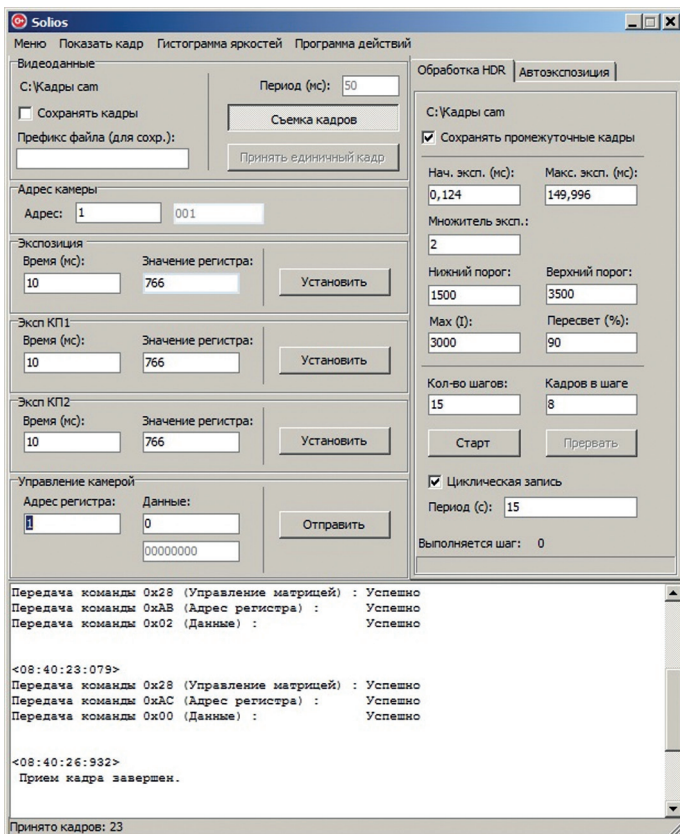 Solios
Меню Показать кадр Гистограмма яркостей Программа действий
Видеоданные
C:\Кадры cam
Период (мс): 50
Сохранять кадры
Съемка кадров
Префикс файла (для сохр.):
Принять единичный кадр
Адрес камеры
Адрес: 1 001
Экспозиция
Время (мс): Значение регистра:
10 766 Установить
Эксп КП1
Время (мс): Значение регистра:
10 766 Установить
Эксп КП2
Время (мс): Значение регистра:
10 766 Установить
Управление камерой
Адрес регистра: Данные:
1 0 Отправить
00000000
Обработка HDR Автоэкспозиция
C:\Кадры cam
Сохранять промежуточные кадры
Нач. эксп. (мс): Макс. эксп. (мс):
0,124 149,996
Множитель эксп.:
2
Нижний порог: Верхний порог:
1500 3500
Max (I): Пересвет (%):
3000 90
Кол-во шагов: Кадров в шаге
15 8
Старт Прервать
Циклическая запись
Период (с): 15
Выполняется шаг: 0
Передача команды 0x28 (Управление матрицей) : Успешно
Передача команды 0xAB (Адрес регистра) : Успешно
Передача команды 0x02 (Данные) : Успешно
<08:40:23:079>
Передача команды 0x28 (Управление матрицей) : Успешно
Передача команды 0xAC (Адрес регистра) : Успешно
Передача команды 0x00 (Данные) : Успешно
<08:40:26:932>
Прием кадра завершен.
Принято кадров: 23